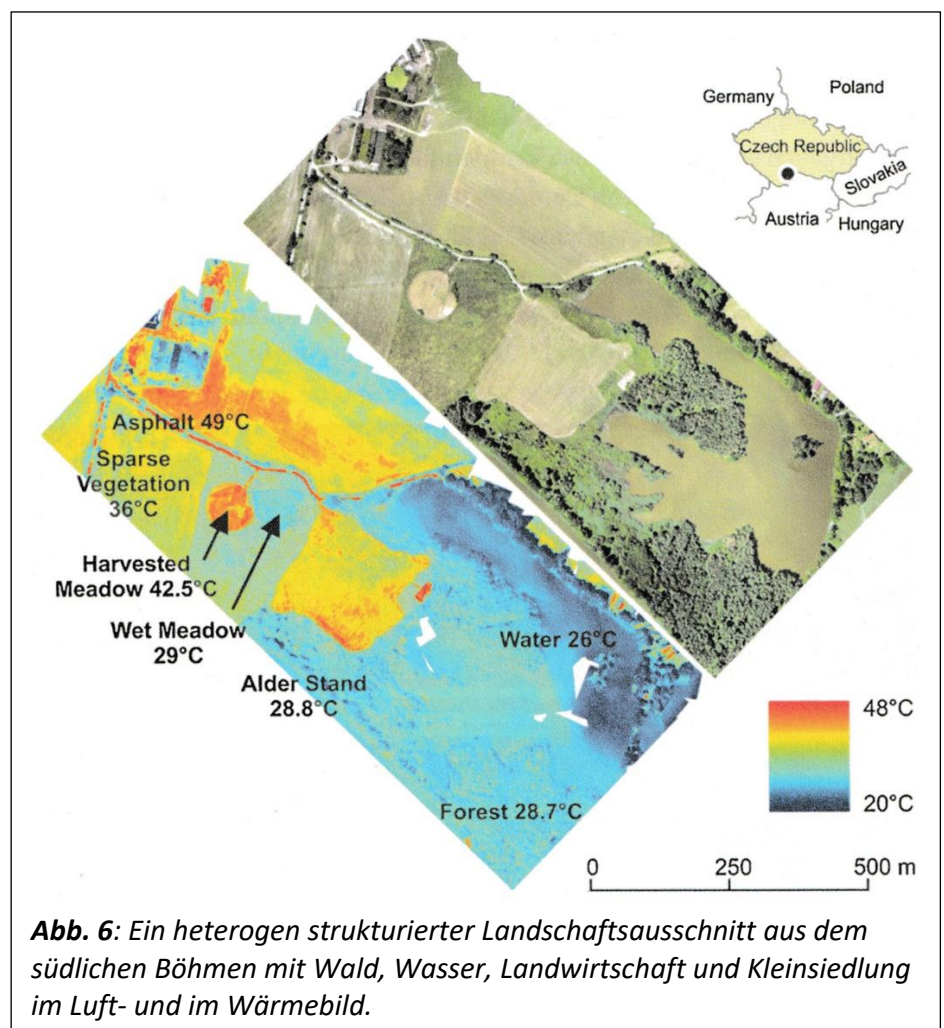 Germany
Poland
Czech Republic
Slovakia
Austria
Hungary
Asphalt 49°C
Sparse
Vegetation
36°C
Harvested
Meadow 42.5°C
Wet Meadow
29°C
Alder Stand
28.8°C
Water 26°C
Forest 28.7°C
48°C
20°C
0
250
500 m
Abb. 6: Ein heterogen strukturierter Landschaftsausschnitt aus dem
südlichen Böhmen mit Wald, Wasser, Landwirtschaft und Kleinsiedlung
im Luft- und im Wärmebild.